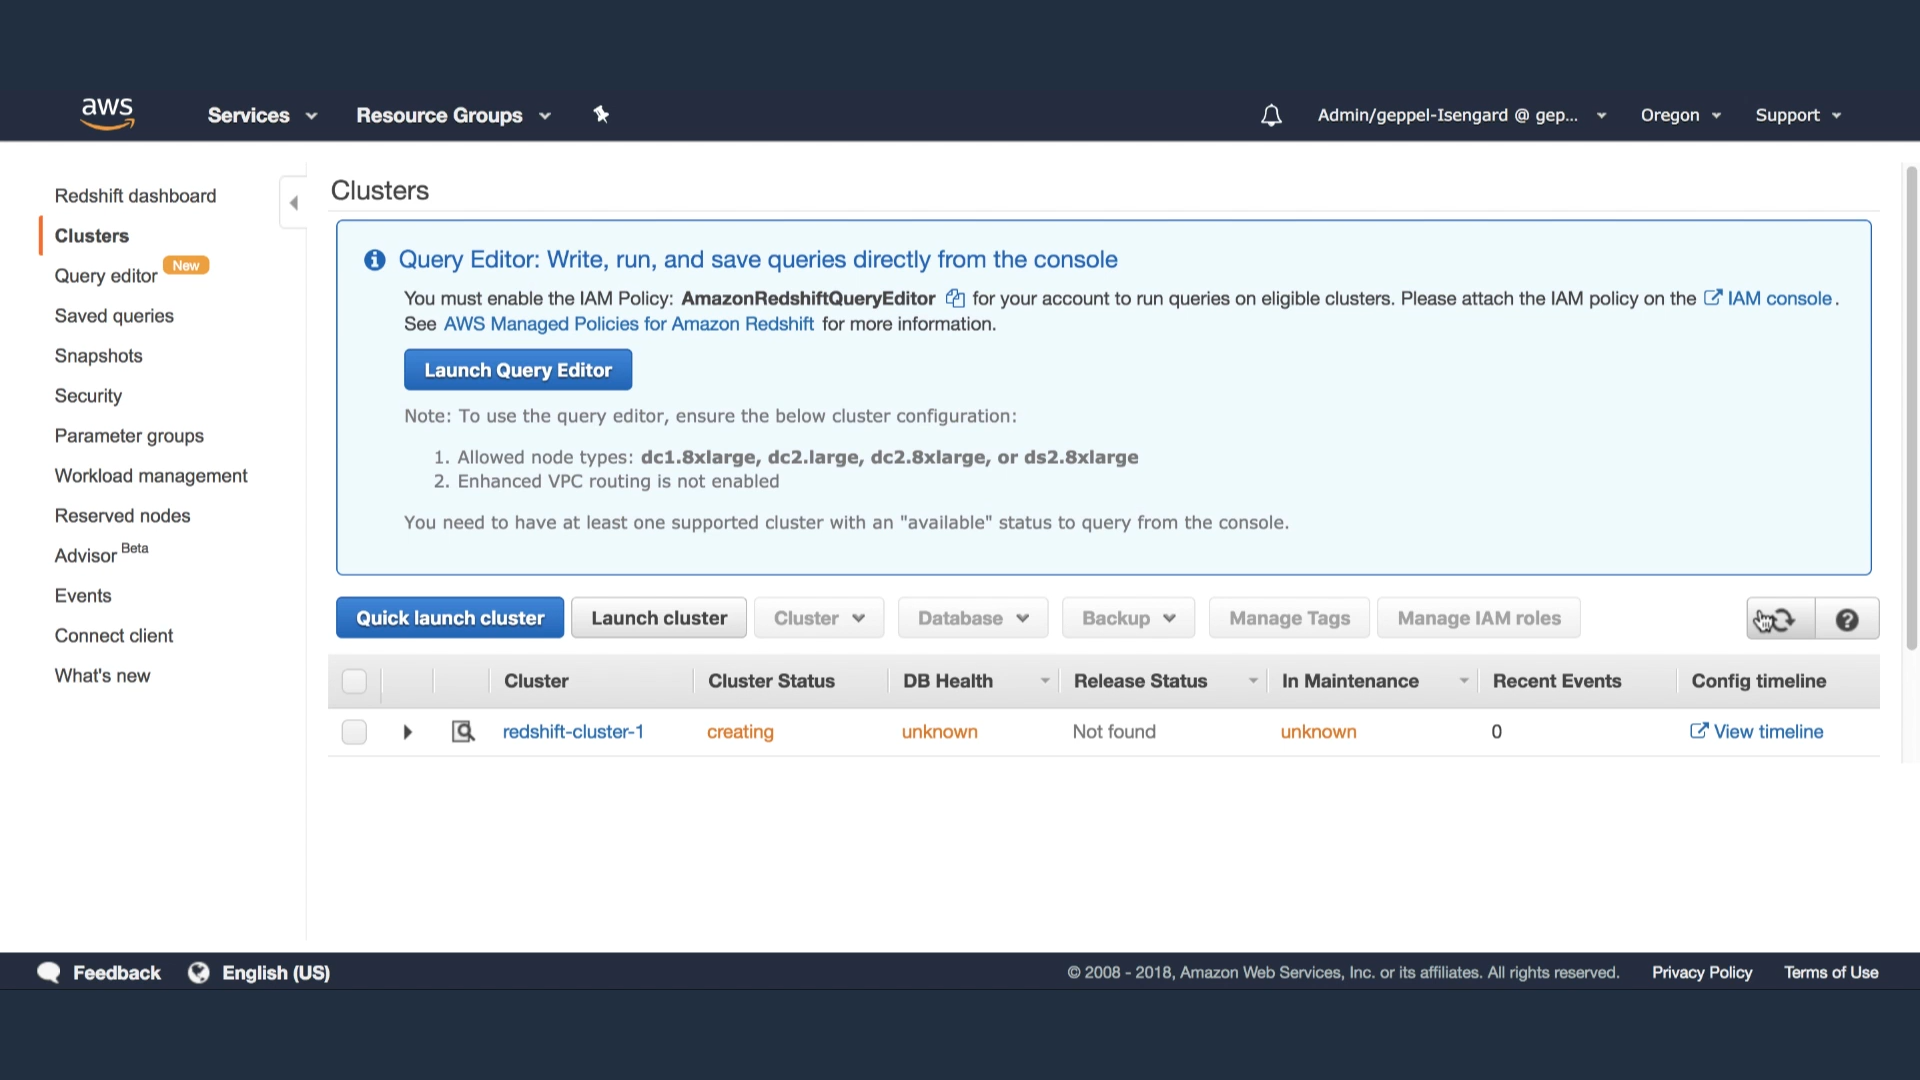 aws
Services
Resource Groups
Admin/geppel-Isengard @ gep...
Oregon
Support
Redshift dashboard
Clusters
Query editor New
Saved queries
Snapshots
Security
Parameter groups
Workload management
Reserved nodes
Advisor Beta
Events
Connect client
What's new
Clusters
Query Editor: Write, run, and save queries directly from the console
You must enable the IAM Policy: AmazonRedshiftQueryEditor for your account to run queries on eligible clusters. Please attach the IAM policy on the IAM console.
See AWS Managed Policies for Amazon Redshift for more information.
Launch Query Editor
Note: To use the query editor, ensure the below cluster configuration:
1. Allowed node types: dc1.8xlarge, dc2.large, dc2.8xlarge, or ds2.8xlarge
2. Enhanced VPC routing is not enabled
You need to have at least one supported cluster with an "available" status to query from the console.
Quick launch cluster
Launch cluster
Cluster
Database
Backup
Manage Tags
Manage IAM roles
Cluster Cluster Status DB Health Release Status In Maintenance Recent Events Config timeline
redshift-cluster-1 creating unknown Not found unknown 0 View timeline
Feedback
English (US)
© 2008 - 2018, Amazon Web Services, Inc. or its affiliates. All rights reserved.
Privacy Policy
Terms of Use